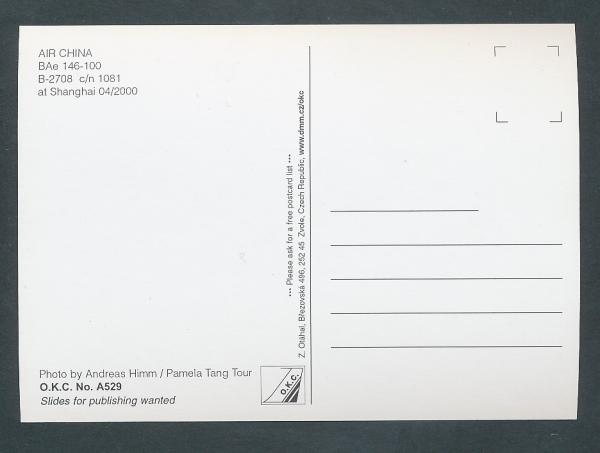 AIR CHINA
BAe 146-100
B-2708 c/n 1081
at Shanghai 04/2000
••• Please ask for a free postcard list •••
Z. Otáhal, Březovská 496, 252 45 Zvole, Czech Republic, www.dmm.cz/okc
Photo by Andreas Himm / Pamela Tang Tour
O.K.C. No. A529
Slides for publishing wanted
O.K.C.